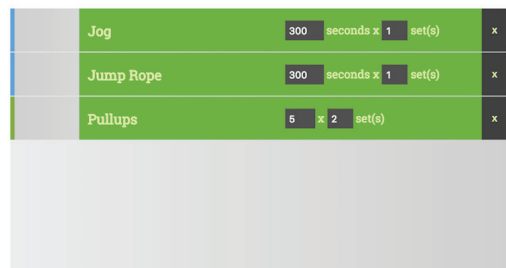 Jog 300 seconds x 1 set(s) x
Jump Rope 300 seconds x 1 set(s) x
Pullups 5 x 2 set(s) x